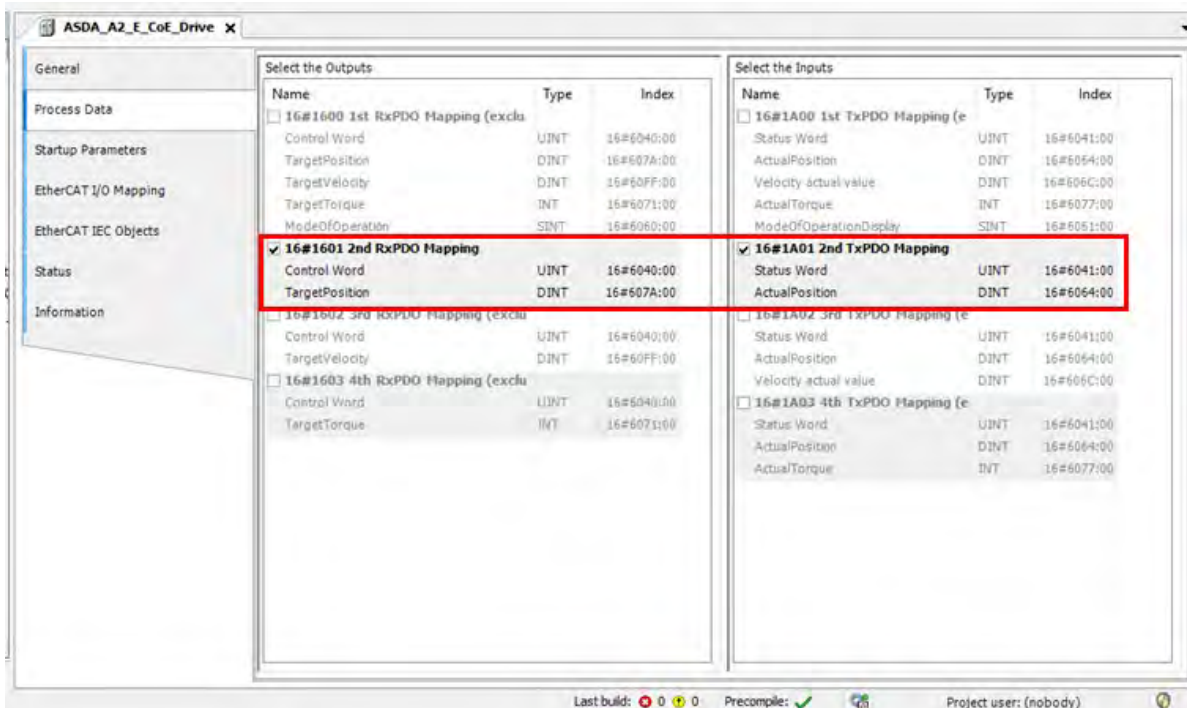 ASDA_A2_E_CoE_Drive X
General
Process Data
Startup Parameters
EtherCAT I/O Mapping
EtherCAT IEC Objects
Status
Information
Select the Outputs
Name Type Index
16#1600 1st RxPDO Mapping (exclu
Control Word UINT 16#6040:00
TargetPosition DINT 16#607A:00
TargetVelocity DINT 16#60FF:00
TargetTorque INT 16#6071:00
ModeOfOperation SINT 16#6060:00
16#1601 2nd RxPDO Mapping
Control Word UINT 16#6040:00
TargetPosition DINT 16#607A:00
16#1602 3rd RxPDO Mapping (exclu
Control Word UINT 16#6040:00
TargetVelocity DINT 16#60FF:00
16#1603 4th RxPDO Mapping (exclu
Control Word UINT 16#6040:00
TargetTorque INT 16#6071:00
Select the Inputs
Name Type Index
16#1A00 1st TxPDO Mapping (e
Status Word UINT 16#6041:00
ActualPosition DINT 16#6064:00
Velocity actual value DINT 16#606C:00
ActualTorque INT 16#6077:00
ModeOfOperationDisplay SINT 16#6061:00
16#1A01 2nd TxPDO Mapping
Status Word UINT 16#6041:00
ActualPosition DINT 16#6064:00
16#1A02 3rd TxPDO Mapping (e
Status Word UINT 16#6041:00
ActualPosition DINT 16#6064:00
Velocity actual value DINT 16#606C:00
16#1A03 4th TxPDO Mapping (e
Status Word UINT 16#6041:00
ActualPosition DINT 16#6064:00
ActualTorque INT 16#6077:00
Last build: 0 0 Precompile: Project user: (nobody)